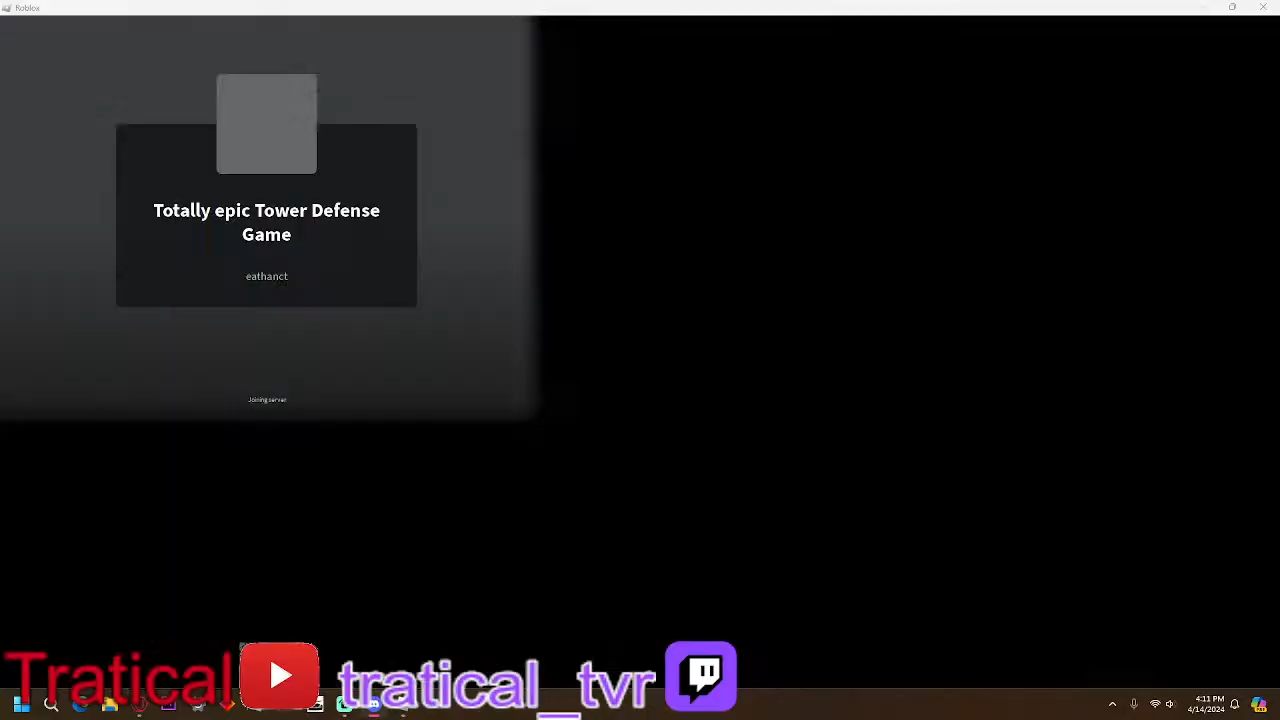 Roblox
Totally epic Tower Defense
Game
eathanct
Joining server
Tratical
tratical_tvr
4:11 PM
4/14/2024